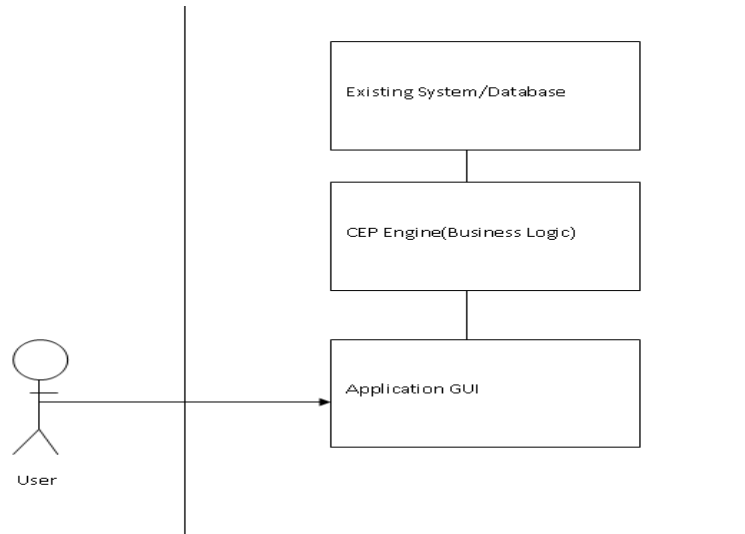 Existing System/Database
CEP Engine(Business Logic)
Application GUI
User